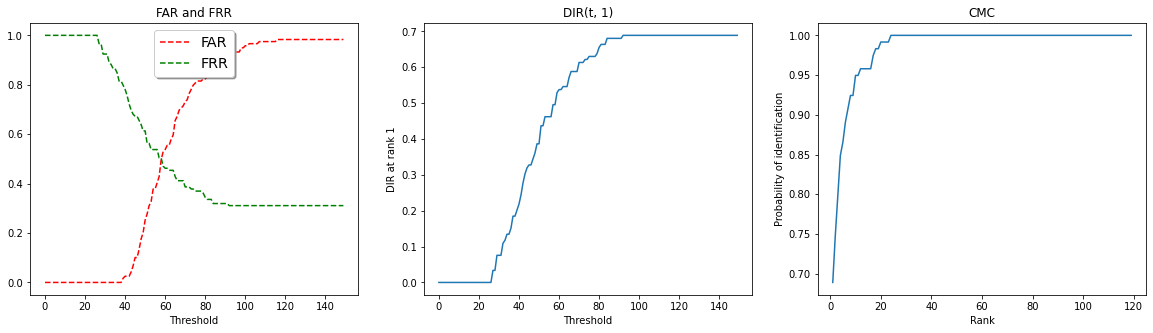 FAR and FRR
1.0
0.8
0.6
0.4
0.2
0.0
FAR
FRR
0 20 40 60 80 100 120 140
Threshold
DIR(t, 1)
DIR at rank 1
0.7
0.6
0.5
0.4
0.3
0.2
0.1
0.0
0 20 40 60 80 100 120 140
Threshold
CMC
Probability of identification
1.00
0.95
0.90
0.85
0.80
0.75
0.70
0 20 40 60 80 100 120
Rank